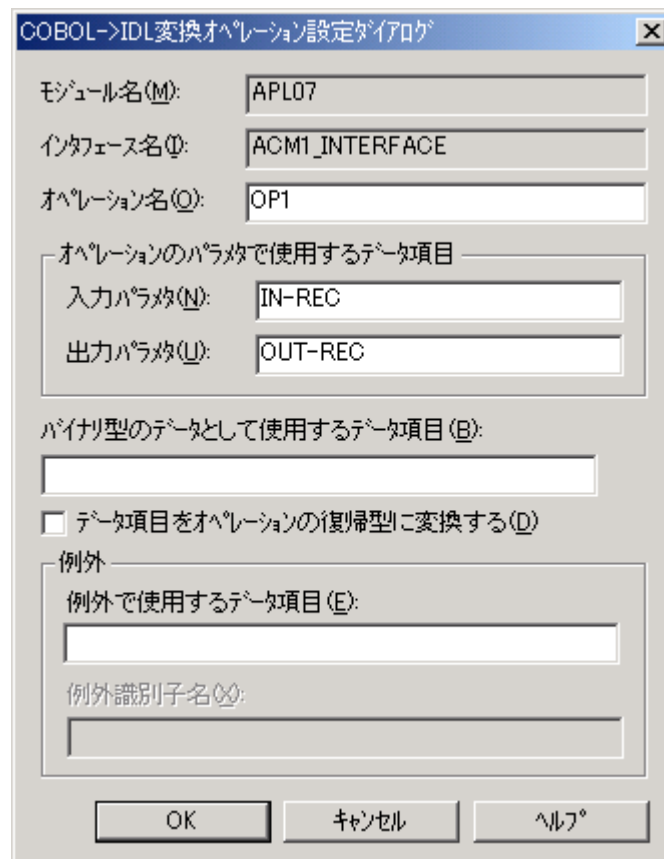 COBOL->IDL変換ｵﾍﾟﾚｰｼｮﾝ設定ﾀﾞｲｱﾛｸﾞ
ﾓｼﾞｭｰﾙ名(M): APL07
ｲﾝﾀﾌｪｰｽ名(I): ACM1_INTERFACE
ｵﾍﾟﾚｰｼｮﾝ名(O): OP1
ｵﾍﾟﾚｰｼｮﾝのﾊﾟﾗﾒﾀで使用するﾃﾞｰﾀ項目
入力ﾊﾟﾗﾒﾀ(N): IN-REC
出力ﾊﾟﾗﾒﾀ(U): OUT-REC
ﾊﾞｲﾅﾘ型のﾃﾞｰﾀとして使用するﾃﾞｰﾀ項目(B):
ﾃﾞｰﾀ項目をｵﾍﾟﾚｰｼｮﾝの復帰型に変換する(D)
例外
例外で使用するﾃﾞｰﾀ項目(E):
例外識別子名(X):
OK ｷｬﾝｾﾙ ﾍﾙﾌﾟ